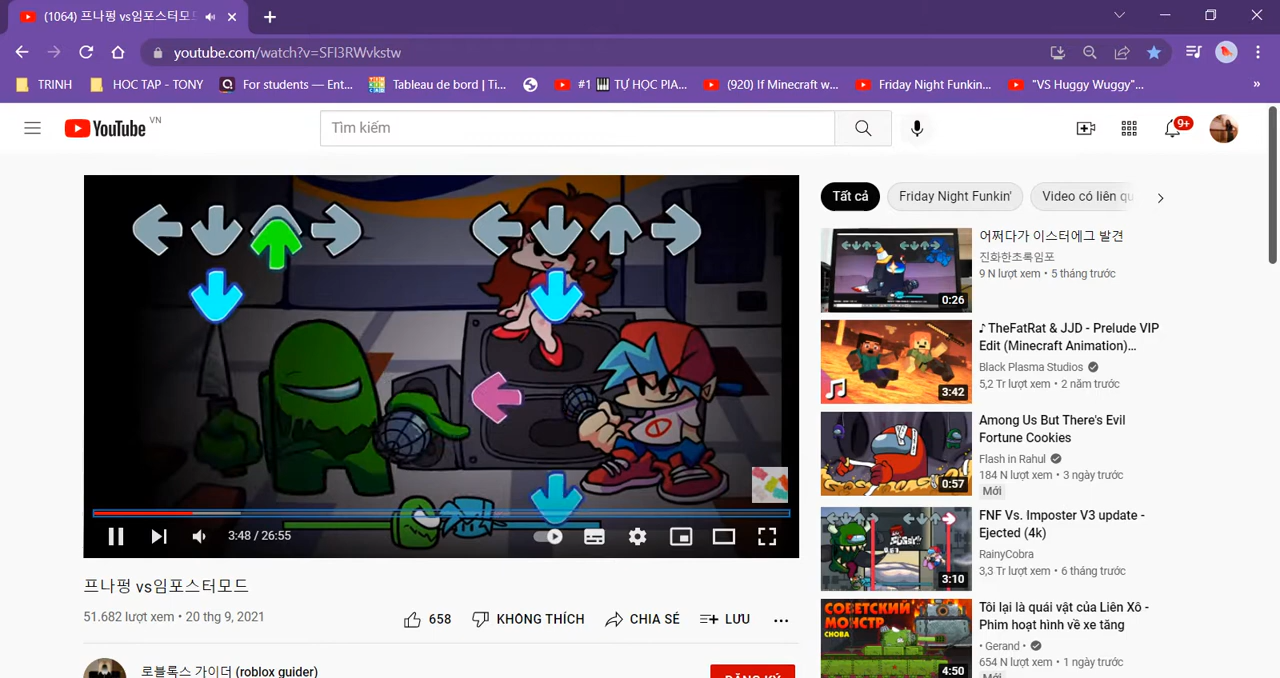 (1064) 프나펑 vs임포스터모드
youtube.com/watch?v=SFI3RWvkstw
TRINH
HOC TAP - TONY
For students — Ent...
Tableau de bord | Ti...
#1 🎹 TỰ HỌC PIA...
(920) If Minecraft w...
Friday Night Funkin...
"VS Huggy Wuggy"...
»
YouTube VN
Tìm kiếm
9+
Tất cả
Friday Night Funkin'
Video có liên qu
어쩌다가 이스터에그 발견
진화한초록임포
9 N lượt xem • 5 tháng trước
0:26
♪ TheFatRat & JJD - Prelude VIP
Edit (Minecraft Animation)...
Black Plasma Studios
5,2 Tr lượt xem • 2 năm trước
3:42
Among Us But There's Evil
Fortune Cookies
Flash in Rahul
184 N lượt xem • 3 ngày trước
Mới
0:57
FNF Vs. Imposter V3 update -
Ejected (4k)
RainyCobra
3,3 Tr lượt xem • 6 tháng trước
3:10
Tôi lại là quái vật của Liên Xô -
Phim hoạt hình về xe tăng
• Gerand •
654 N lượt xem • 1 ngày trước
Mới
СОВЕТСКИЙ
МОНСТР
СНОВА
4:50
3:48 / 26:55
프나펑 vs임포스터모드
51.682 lượt xem • 20 thg 9, 2021
658
KHÔNG THÍCH
CHIA SẺ
LƯU
로블록스 가이더 (roblox guider)
ĐĂNG KÝ